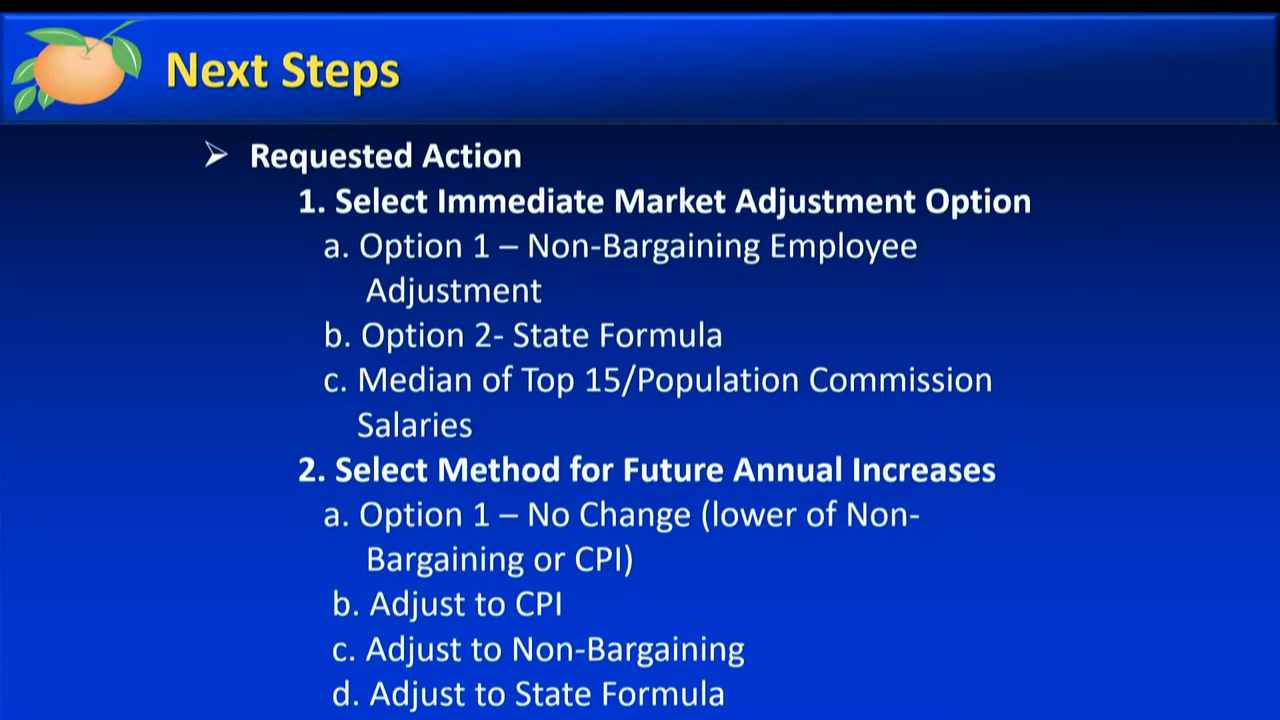 Next Steps
➢ Requested Action
1. Select Immediate Market Adjustment Option
a. Option 1 – Non-Bargaining Employee
Adjustment
b. Option 2- State Formula
c. Median of Top 15/Population Commission
Salaries
2. Select Method for Future Annual Increases
a. Option 1 – No Change (lower of Non-
Bargaining or CPI)
b. Adjust to CPI
c. Adjust to Non-Bargaining
d. Adjust to State Formula